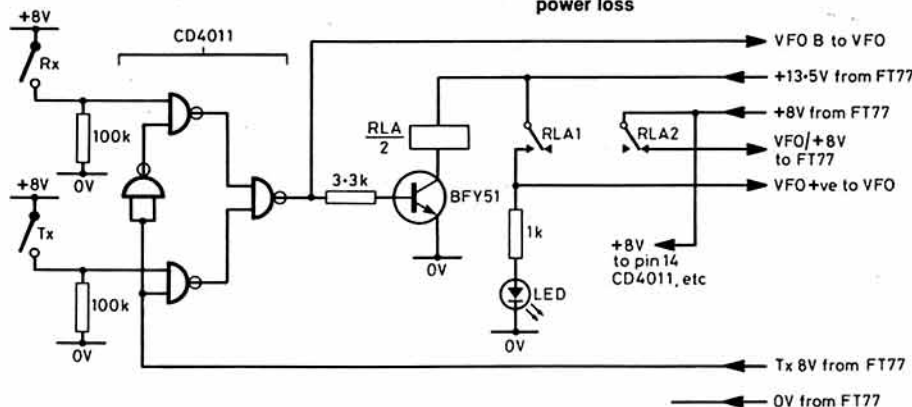 power loss
+8V
CD4011
VFO B to VFO
Rx
+13·5V from FT77
+8V from FT77
100k
RLA
2
RLA1
RLA2
VFO/+8V
to FT77
0V
+8V
3·3k
BFY51
VFO +ve to VFO
Tx
1k
0V
+8V
to pin 14
CD4011, etc
100k
LED
0V
0V
Tx 8V from FT77
0V from FT77